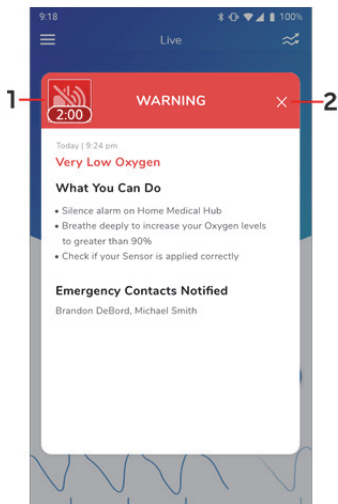 9:18
100%
Live
1
2:00
WARNING
2
Today | 9:24 pm
Very Low Oxygen
What You Can Do
• Silence alarm on Home Medical Hub
• Breathe deeply to increase your Oxygen levels
to greater than 90%
• Check if your Sensor is applied correctly
Emergency Contacts Notified
Brandon DeBord, Michael Smith